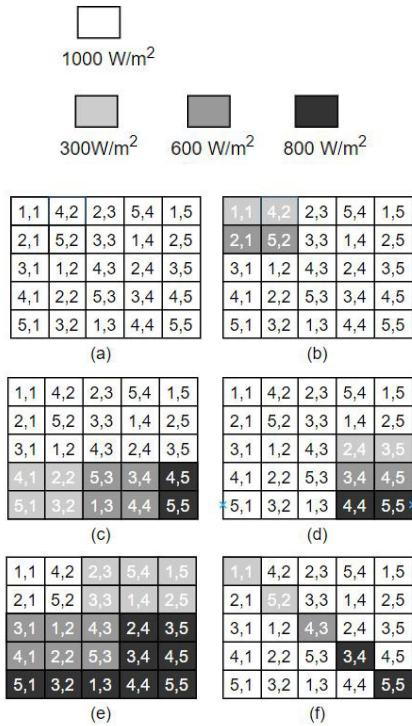 1000 W/m²
300W/m² 600 W/m² 800 W/m²
1,1 4,2 2,3 5,4 1,5 1,1 4,2 2,3 5,4 1,5
2,1 5,2 3,3 1,4 2,5 2,1 5,2 3,3 1,4 2,5
3,1 1,2 4,3 2,4 3,5 3,1 1,2 4,3 2,4 3,5
4,1 2,2 5,3 3,4 4,5 4,1 2,2 5,3 3,4 4,5
5,1 3,2 1,3 4,4 5,5 5,1 3,2 1,3 4,4 5,5
(a) (b)
1,1 4,2 2,3 5,4 1,5 1,1 4,2 2,3 5,4 1,5
2,1 5,2 3,3 1,4 2,5 2,1 5,2 3,3 1,4 2,5
3,1 1,2 4,3 2,4 3,5 3,1 1,2 4,3 2,4 3,5
4,1 2,2 5,3 3,4 4,5 4,1 2,2 5,3 3,4 4,5
5,1 3,2 1,3 4,4 5,5 5,1 3,2 1,3 4,4 5,5
(c) (d)
1,1 4,2 2,3 5,4 1,5 1,1 4,2 2,3 5,4 1,5
2,1 5,2 3,3 1,4 2,5 2,1 5,2 3,3 1,4 2,5
3,1 1,2 4,3 2,4 3,5 3,1 1,2 4,3 2,4 3,5
4,1 2,2 5,3 3,4 4,5 4,1 2,2 5,3 3,4 4,5
5,1 3,2 1,3 4,4 5,5 5,1 3,2 1,3 4,4 5,5
(e) (f)